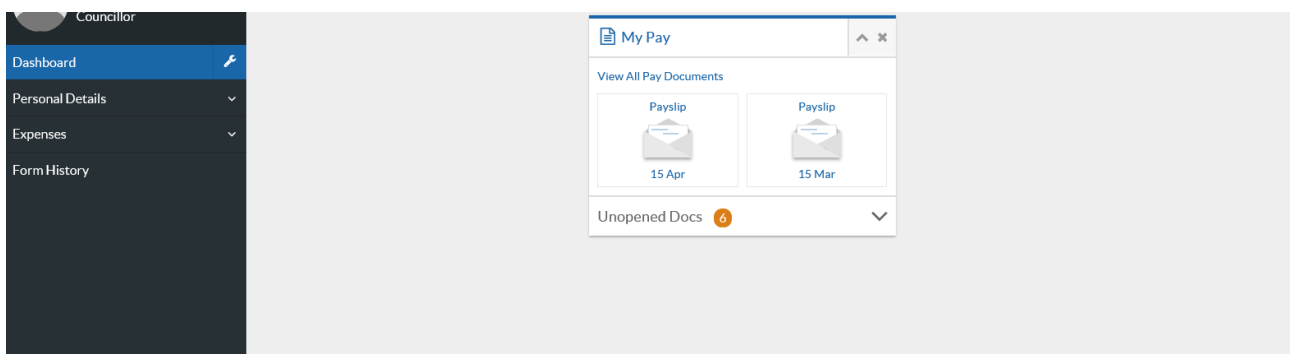 Councillor
Dashboard
Personal Details
Expenses
Form History
My Pay
View All Pay Documents
Payslip
15 Apr
Payslip
15 Mar
Unopened Docs 6